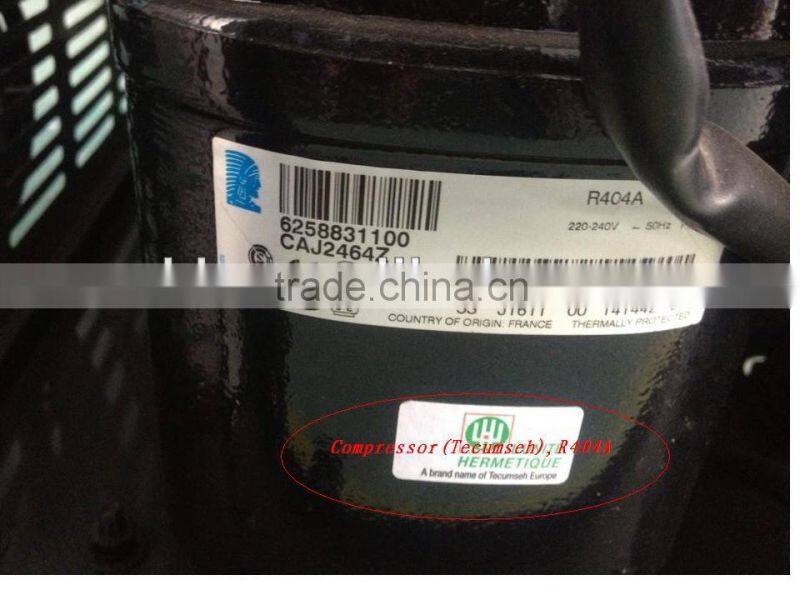 R404A
6258831100
220-240V ~ 50Hz
CAJ2464Z
trade.china.cn
COUNTRY OF ORIGIN: FRANCE THERMALLY PROTECTED
Compressor(Tecumseh),R404A
HERMETIQUE
A brand name of Tecumseh Europe